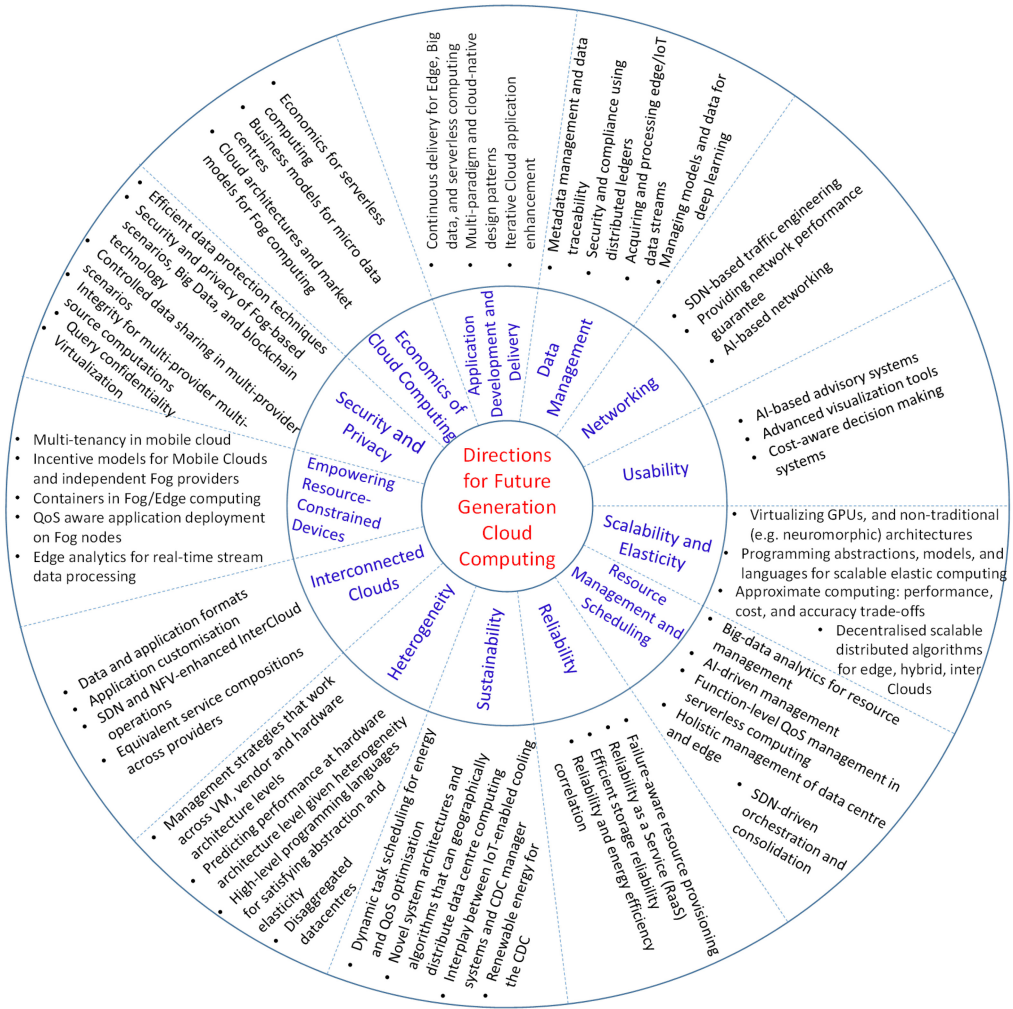 Directions
for Future
Generation
Cloud
Computing
Application
Development and
Delivery
• Continuous delivery for Edge, Big
data, and serverless computing
• Multi-paradigm and cloud-native
design patterns
• Iterative Cloud application
enhancement
Data
Management
• Metadata management and data
traceability
• Security and compliance using
distributed ledgers
• Acquiring and processing edge/IoT
data streams
• Managing models and data for
deep learning
Networking
• SDN-based traffic engineering
• Providing network performance
guarantee
• AI-based networking
Usability
• AI-based advisory systems
• Advanced visualization tools
• Cost-aware decision making
systems
Scalability and
Elasticity
• Virtualizing GPUs, and non-traditional
(e.g. neuromorphic) architectures
• Programming abstractions, models, and
languages for scalable elastic computing
• Approximate computing: performance,
cost, and accuracy trade-offs
• Decentralised scalable
distributed algorithms
for edge, hybrid, inter
Clouds
Resource
Management and
Scheduling
• Big-data analytics for resource
management
• AI-driven management
• Function-level QoS management in
serverless computing
• Holistic management of data centre
and edge
• SDN-driven
orchestration and
consolidation
Reliability
• Failure-aware resource provisioning
• Reliability as a Service (RaaS)
• Efficient storage reliability
• Reliability and energy efficiency
correlation
Sustainability
• Dynamic task scheduling for energy
and QoS optimisation
• Novel system architectures and
algorithms that can geographically
distribute data centre computing
• Interplay between IoT-enabled cooling
systems and CDC manager
• Renewable energy for
the CDC
Heterogeneity
• Management strategies that work
across VM, vendor and hardware
architecture levels
• Predicting performance at hardware
architecture level given heterogeneity
• High-level programming languages
for satisfying abstraction and
elasticity
• Disaggregated
datacentres
Interconnected
Clouds
• Data and application formats
• Application customisation
• SDN and NFV-enhanced InterCloud
operations
• Equivalent service compositions
across providers
Empowering
Resource-
Constrained
Devices
• Multi-tenancy in mobile cloud
• Incentive models for Mobile Clouds
and independent Fog providers
• Containers in Fog/Edge computing
• QoS aware application deployment
on Fog nodes
• Edge analytics for real-time stream
data processing
Security and
Privacy
• Efficient data protection techniques
• Security and privacy of Fog-based
scenarios, Big Data, and blockchain
technology
• Controlled data sharing in multi-provider
scenarios
• Integrity for multi-provider multi-
source computations
• Query confidentiality
• Virtualization
Economics of
Cloud Computing
• Economics for serverless
computing
• Business models for micro data
centres
• Cloud architectures and market
models for Fog computing